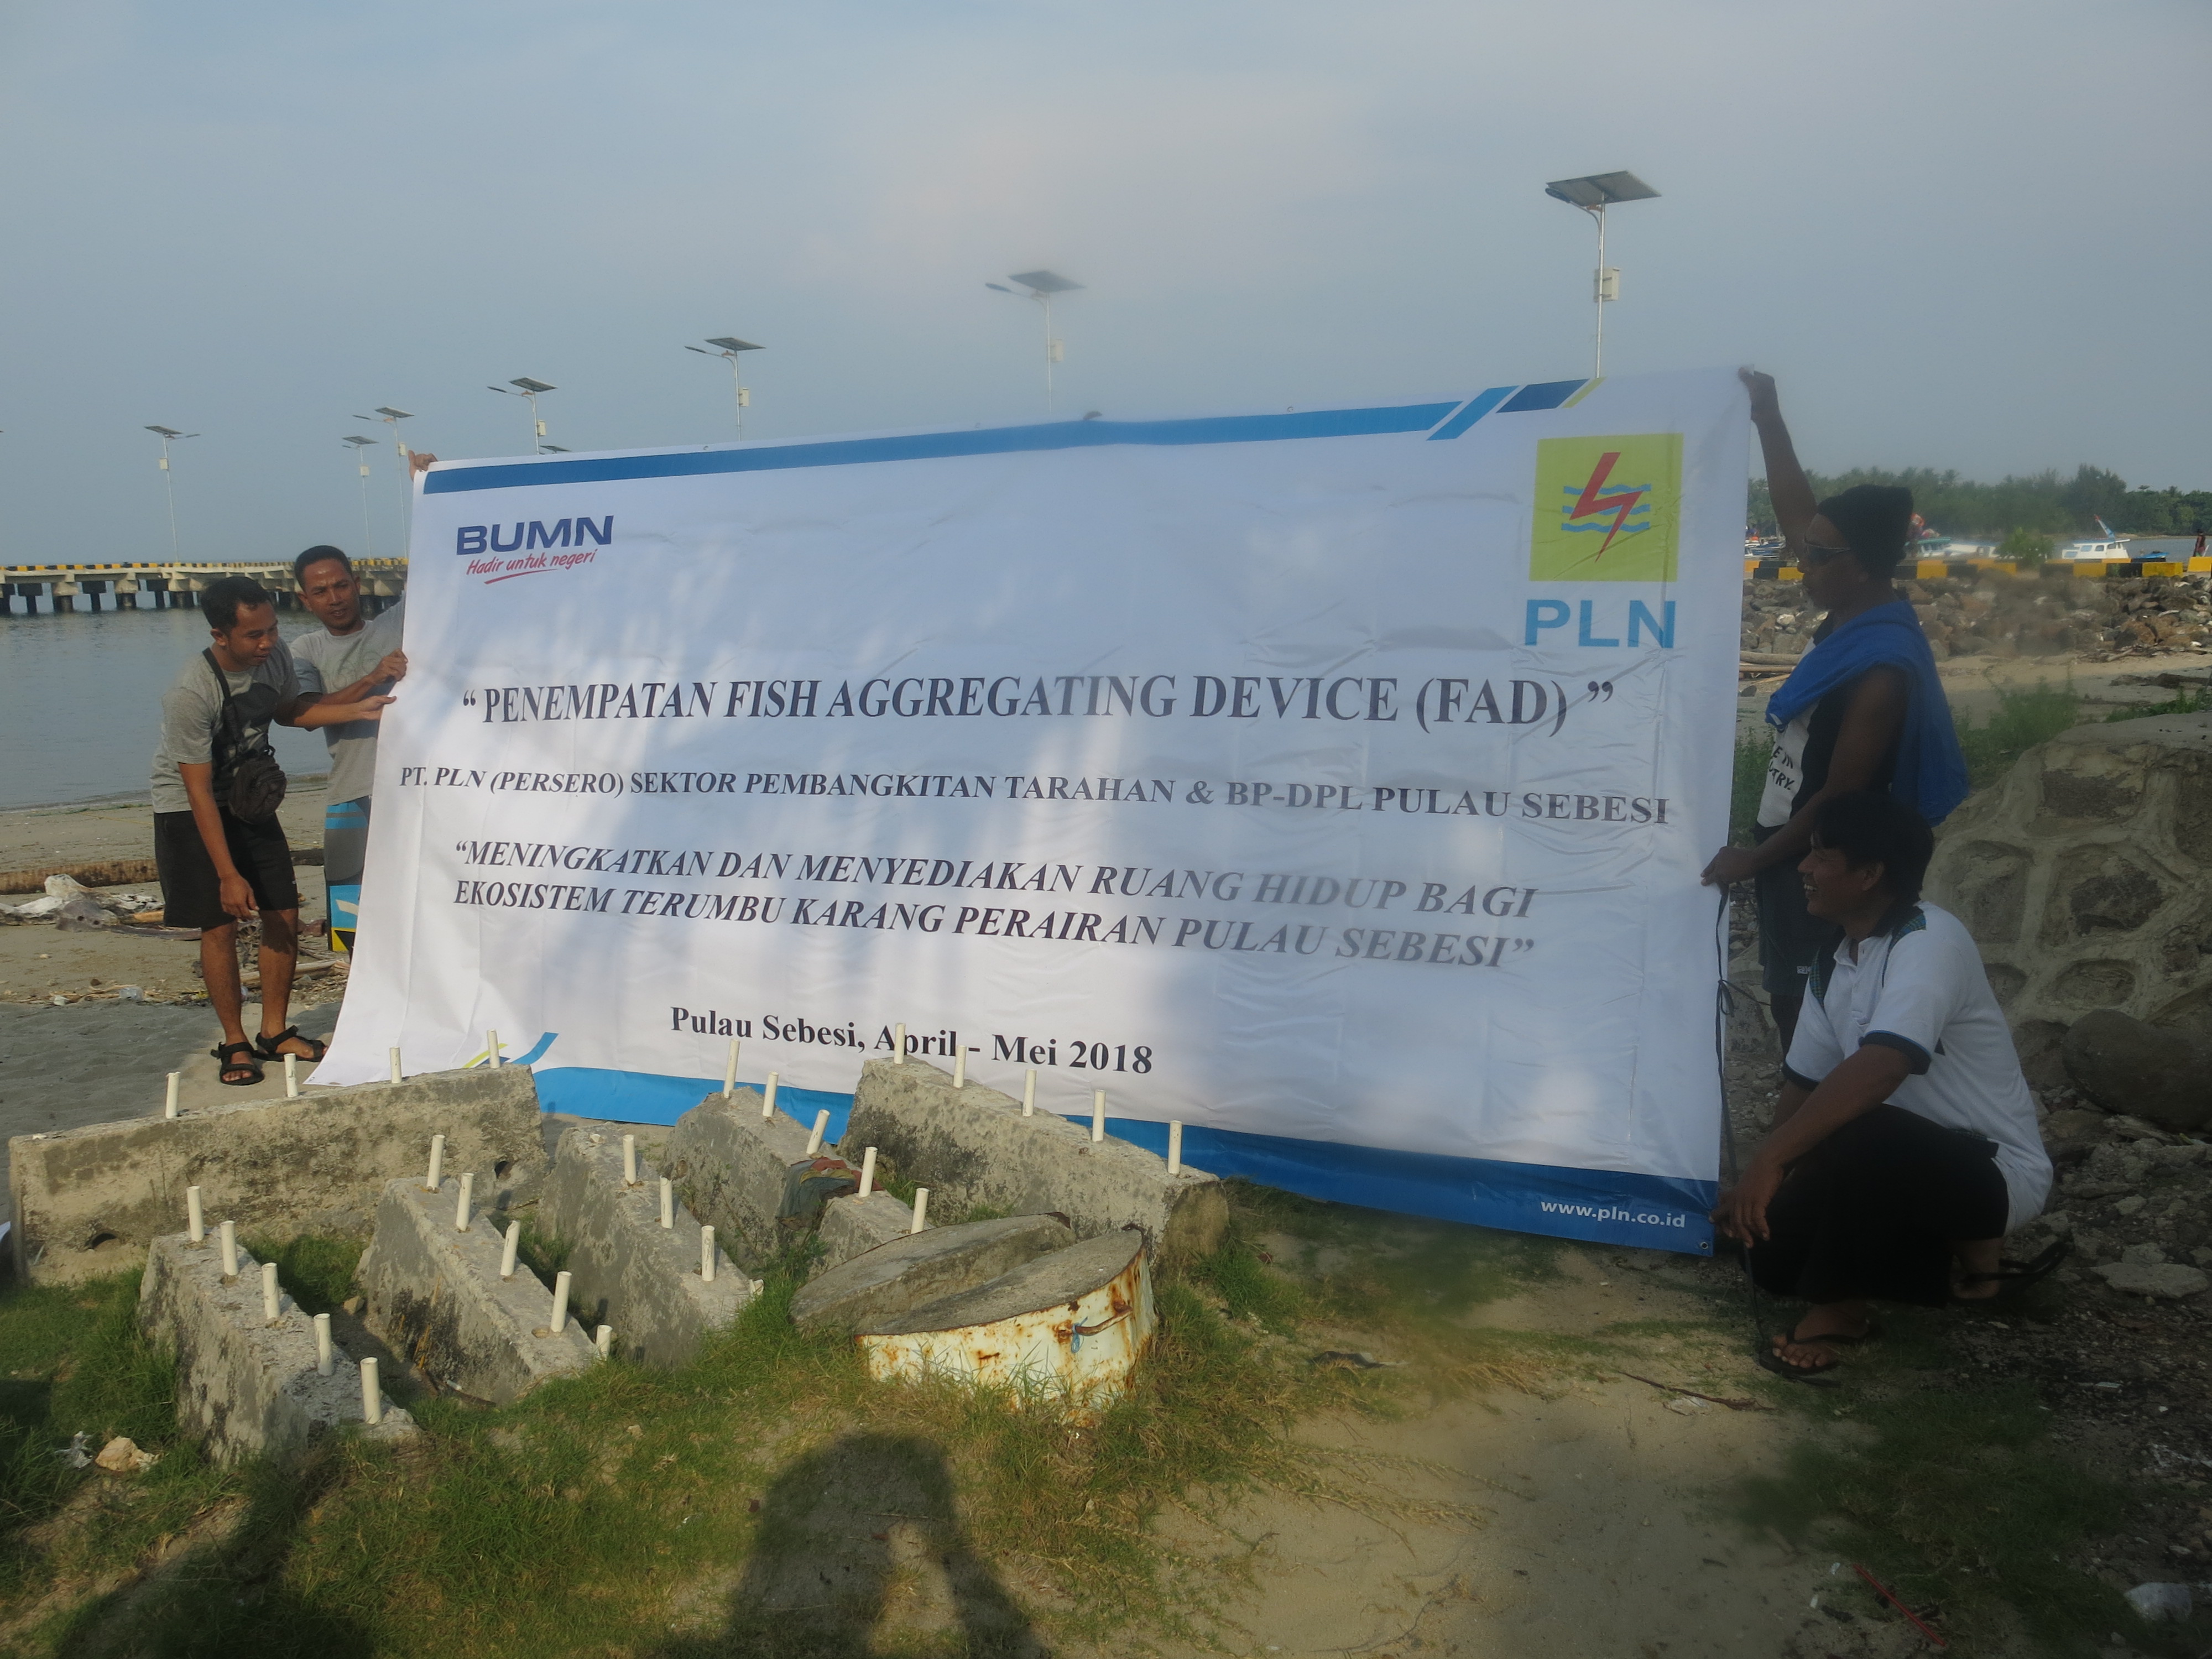 BUMN
Hadir untuk negeri
PLN
“ PENEMPATAN FISH AGGREGATING DEVICE (FAD) ”
PT. PLN (PERSERO) SEKTOR PEMBANGKITAN TARAHAN & BP-DPL PULAU SEBESI
“MENINGKATKAN DAN MENYEDIAKAN RUANG HIDUP BAGI
EKOSISTEM TERUMBU KARANG PERAIRAN PULAU SEBESI”
Pulau Sebesi, April - Mei 2018
www.pln.co.id